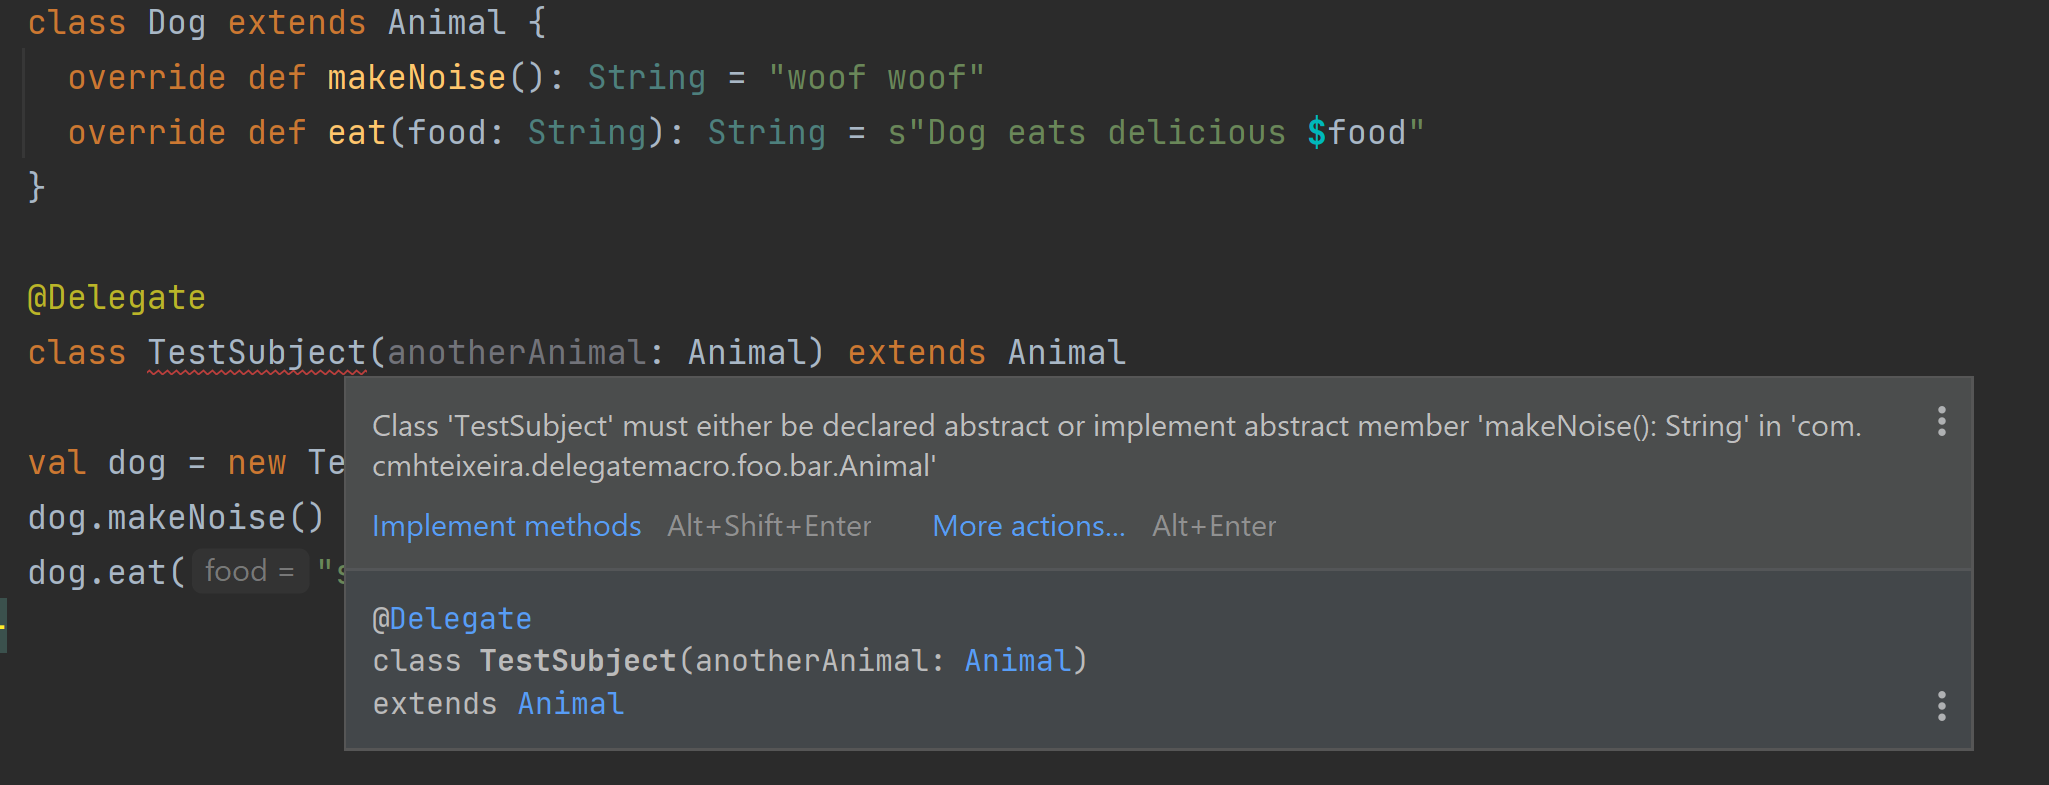 class Dog extends Animal {
override def makeNoise(): String = "woof woof"
override def eat(food: String): String = s"Dog eats delicious $food"
}
@Delegate
class TestSubject(anotherAnimal: Animal) extends Animal
val dog = new Te
dog.makeNoise()
dog.eat( food = "s
Class 'TestSubject' must either be declared abstract or implement abstract member 'makeNoise(): String' in 'com.
cmhteixeira.delegatemacro.foo.bar.Animal'
Implement methods Alt+Shift+Enter More actions... Alt+Enter
@Delegate
class TestSubject(anotherAnimal: Animal)
extends Animal